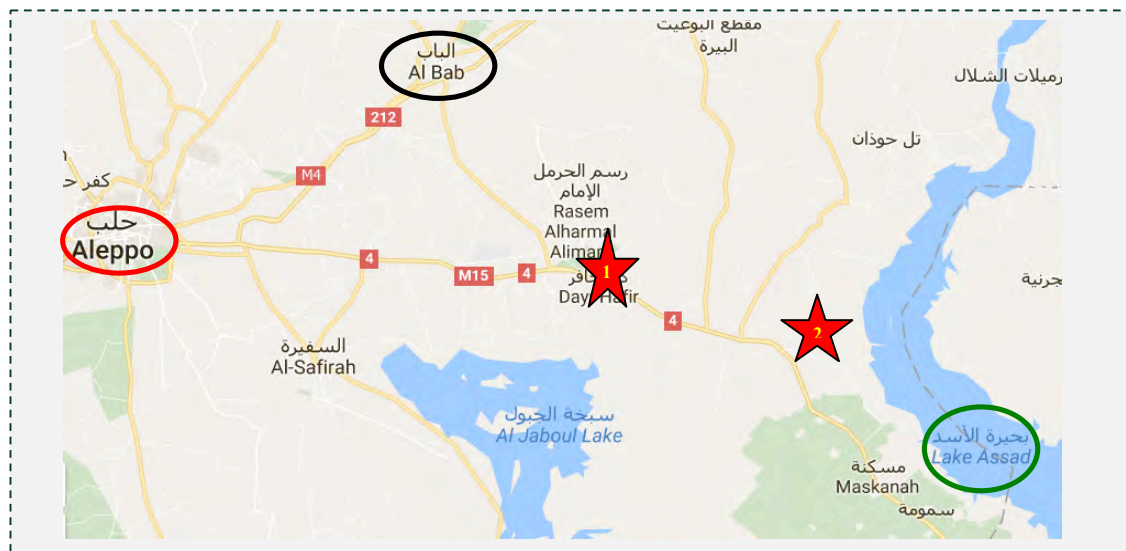 مقطع البوعيت
البيرة
الباب
Al Bab
رميلات الشلال
212
تل حوذان
M4
كفر ح
رسم الحرمل
الإمام
Rasem
Alharmal
Alimam
حلب
Aleppo
4
M15
4
1
حافر
Dayr Hafir
جرنية
4
2
السفيرة
Al-Safirah
سبخة الجبول
Al Jaboul Lake
بحيرة الأسد
Lake Assad
مسكنة
Maskanah
سمومة